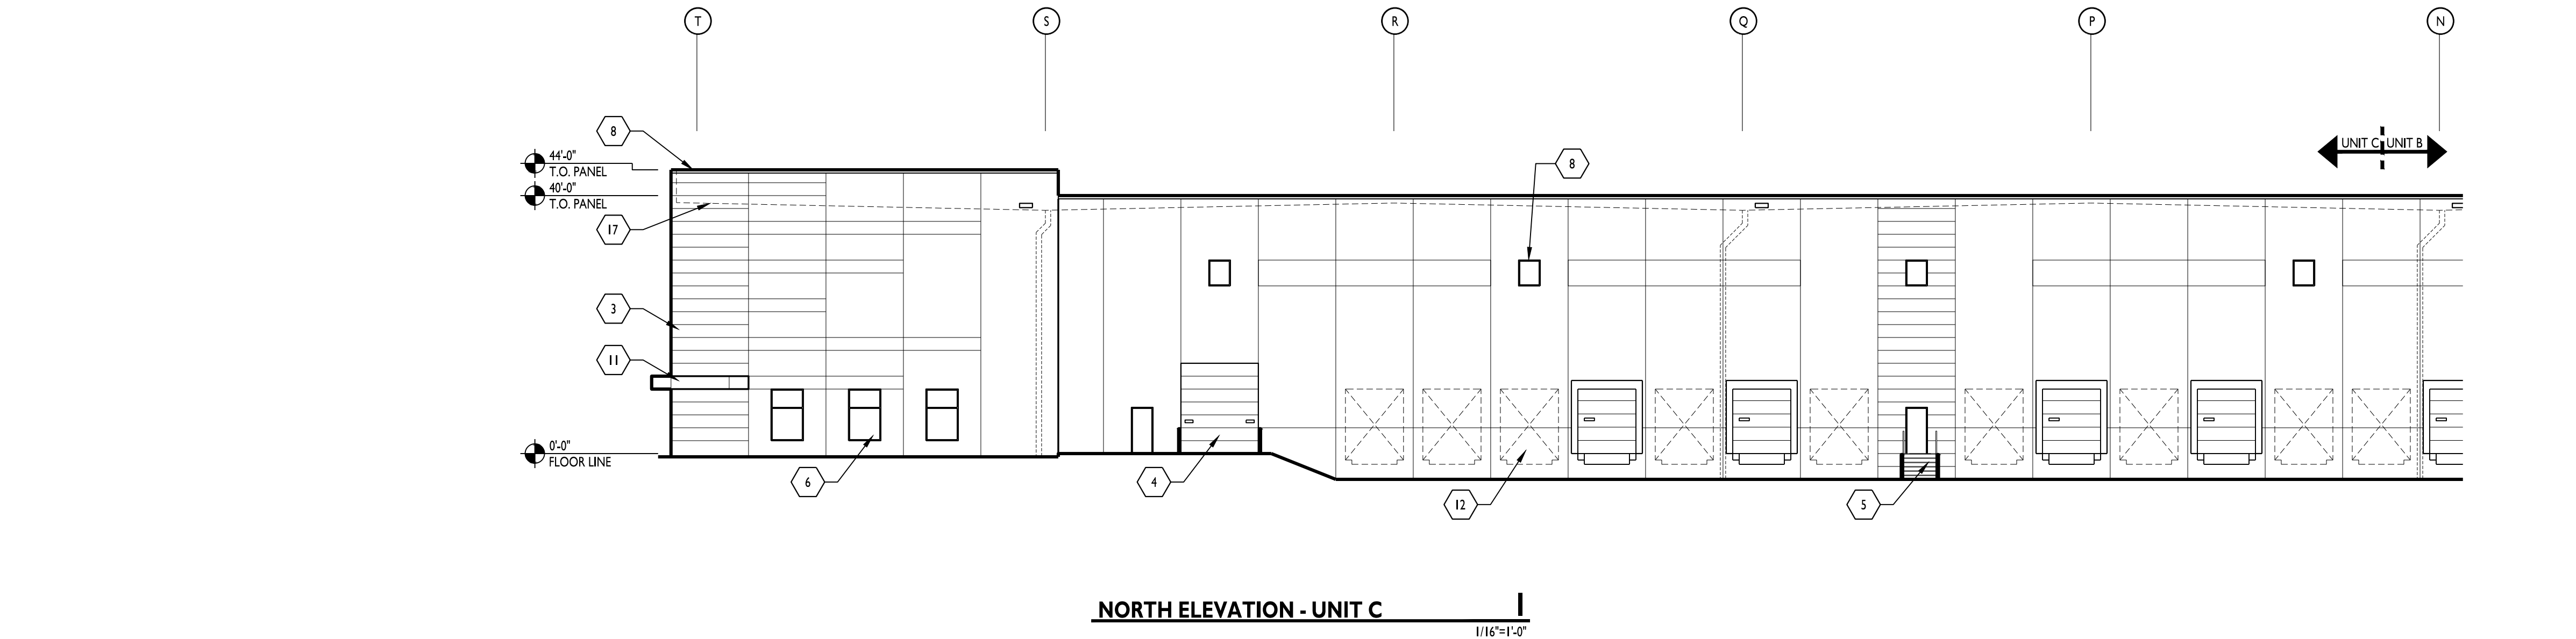 T S R Q P N
8
44'-0"
T.O. PANEL
40'-0"
T.O. PANEL
8
UNIT C UNIT B
17
3
11
0'-0"
FLOOR LINE
6
4
12
5
NORTH ELEVATION - UNIT C 1
1/16"=1'-0"